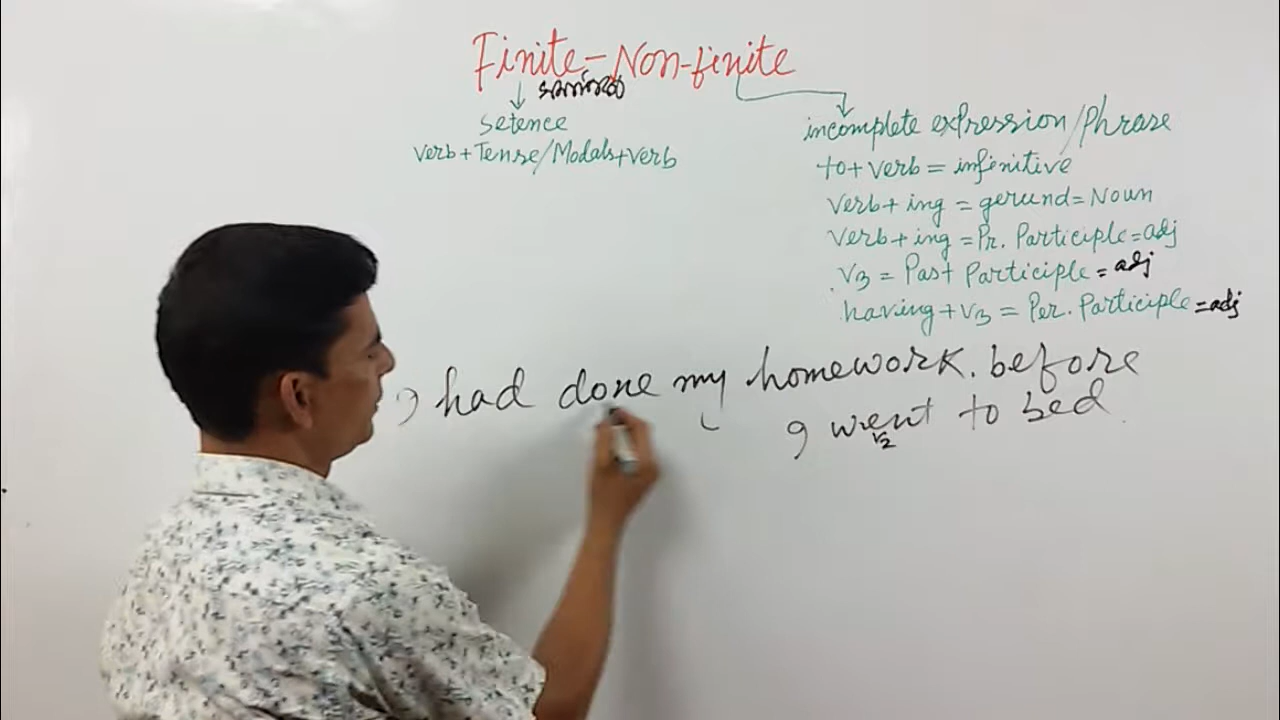 Finite-Non-finite
setence
verb+Tense/Modals+verb
incomplete expression/Phrase
to+verb = infinitive
verb+ing = gerund=Noun
verb+ing =Pr. Participle=adj
V3 = Past Participle = adj
having+V3 = Per. Participle = adj
I had done my homework. before
I went to bed
V2